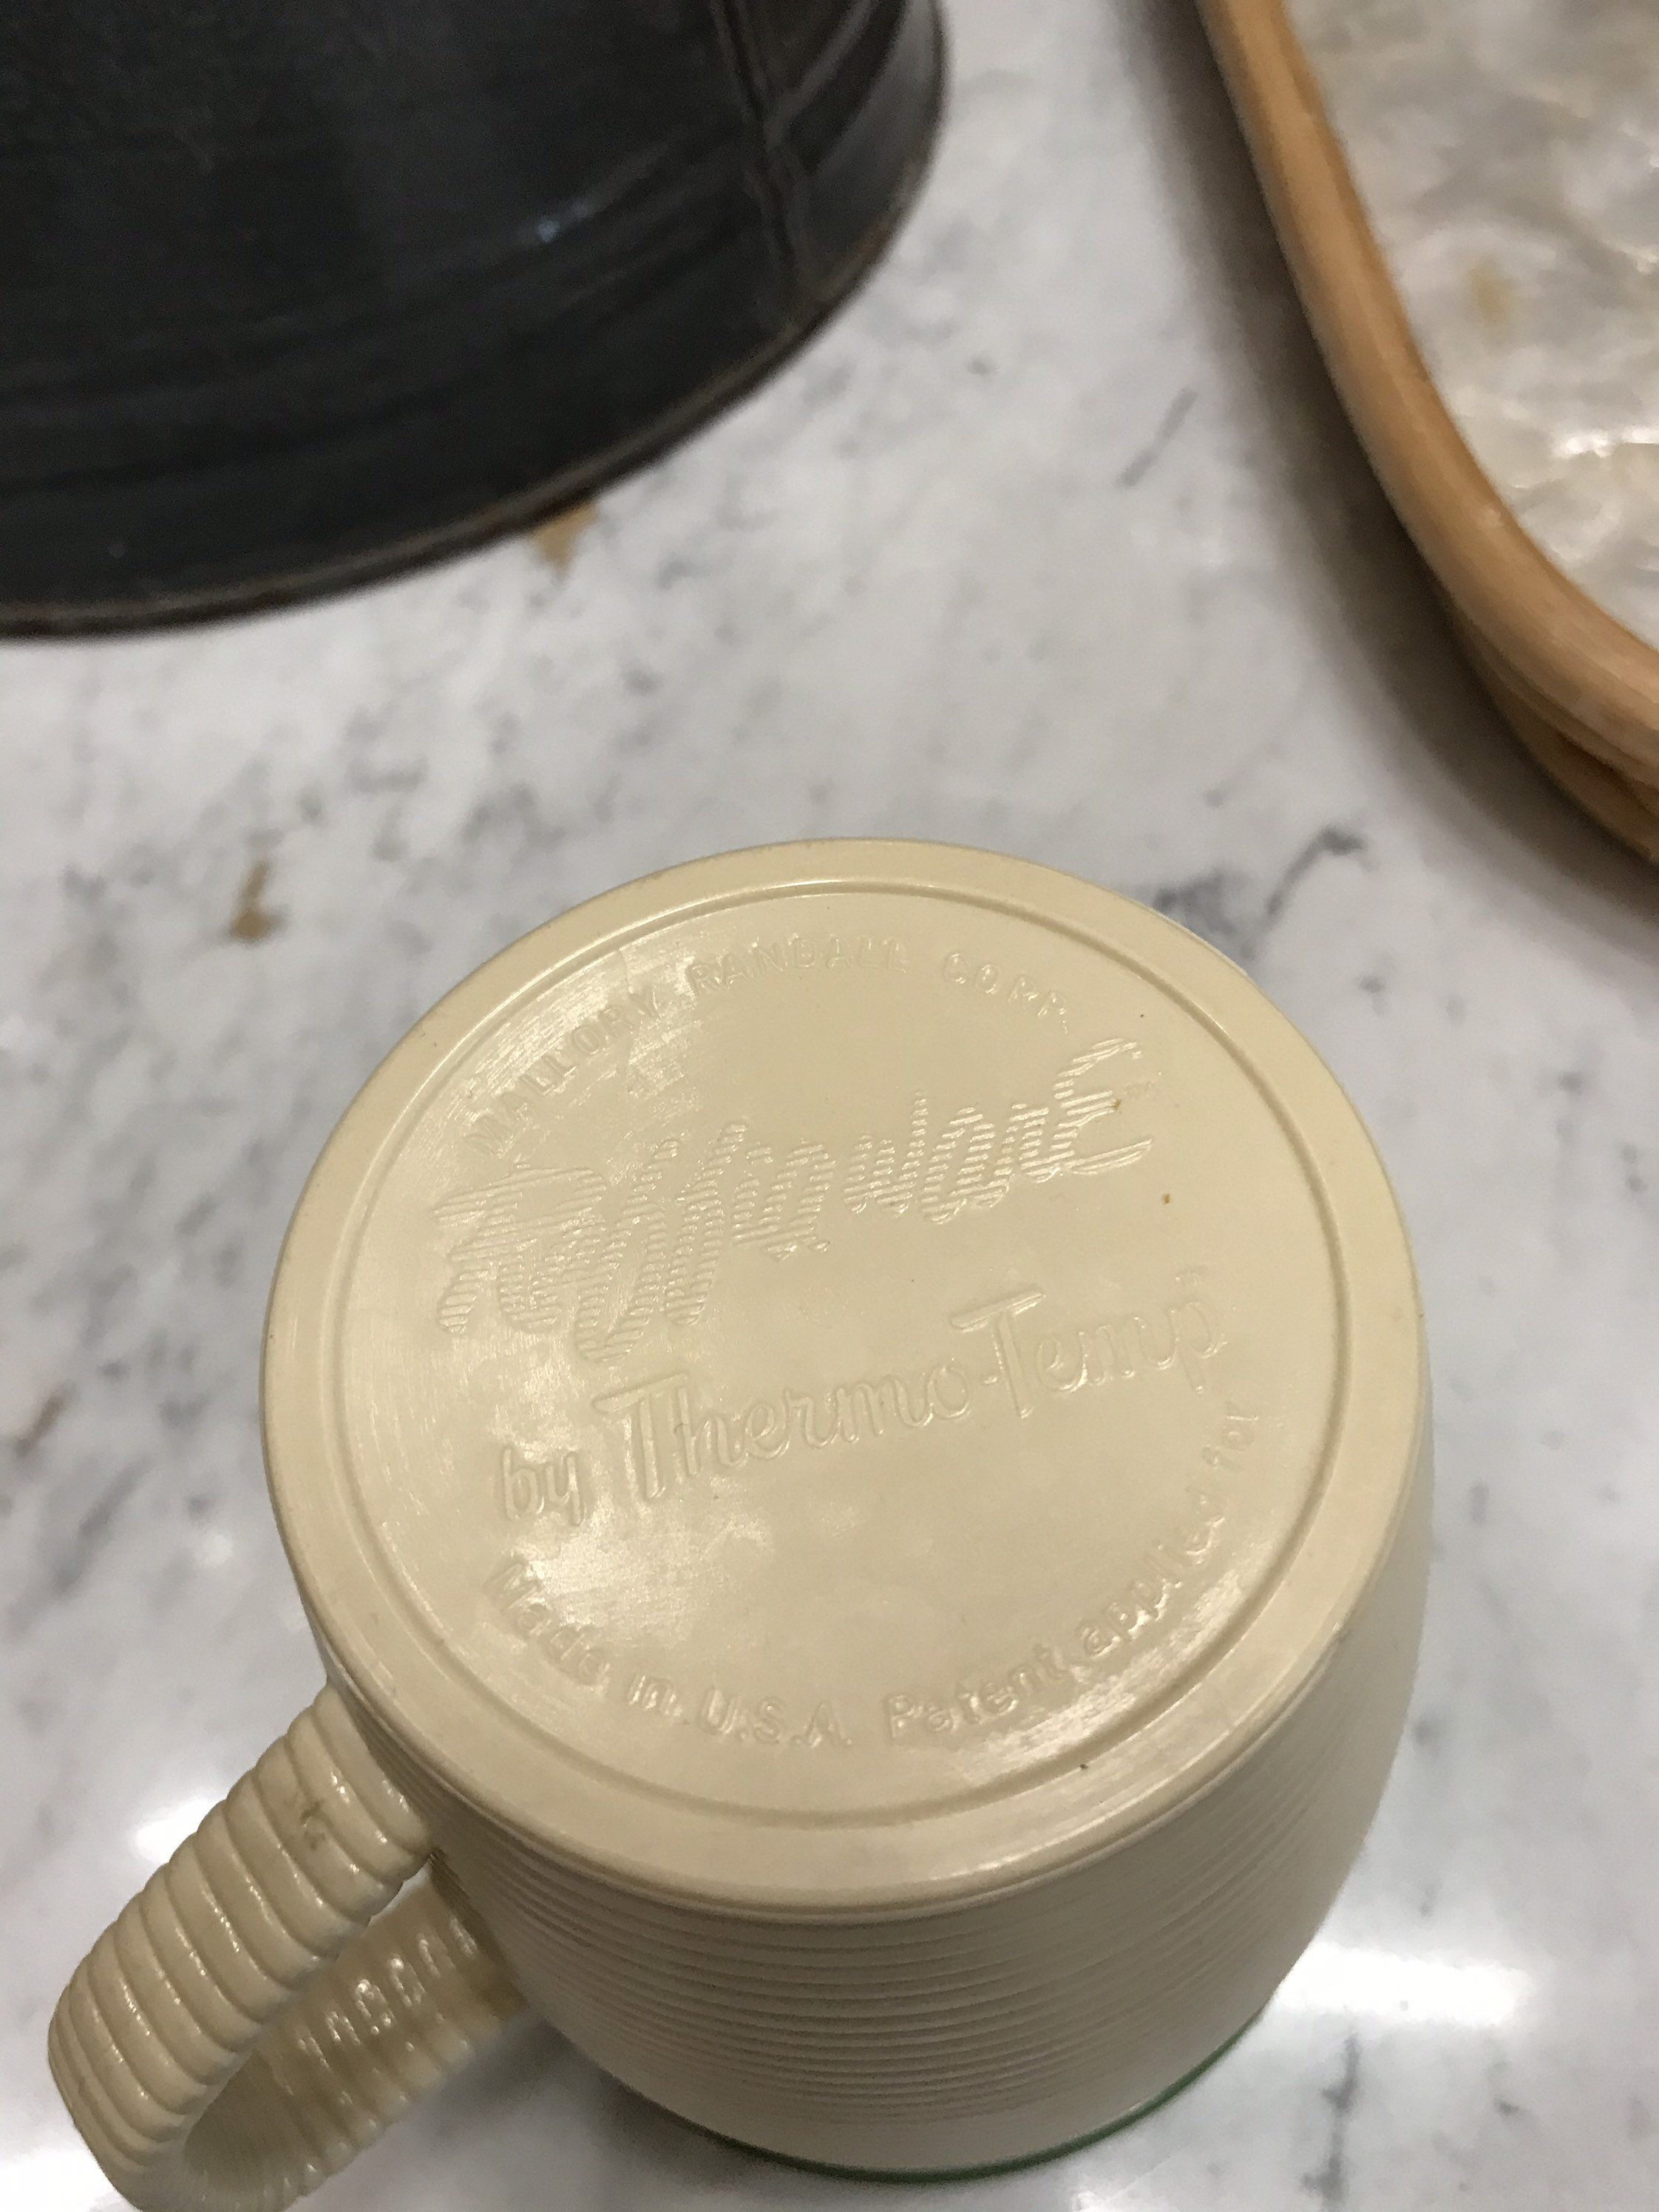 MALLORY RANDALL CORP.
RaffiawarE
by Thermo-Temp
Made in U.S.A. Patent applied for